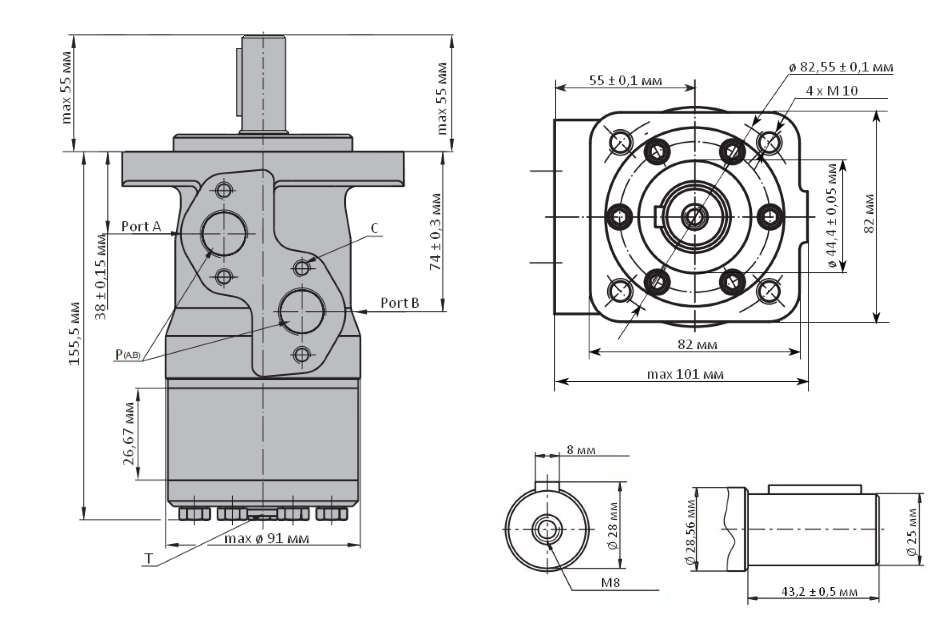 max 55 мм
max 55 мм
Port A
C
38 ± 0,15 мм
74 ± 0,3 мм
Port B
155,5 мм
P(A,B)
26,67 мм
max ø 91 мм
T
55 ± 0,1 мм
ø 82,55 ± 0,1 мм
4 x M 10
ø 44,4 ± 0,05 мм
82 мм
82 мм
max 101 мм
8 мм
Ø 28 мм
M8
Ø 28,56 мм
Ø 25 мм
43,2 ± 0,5 мм